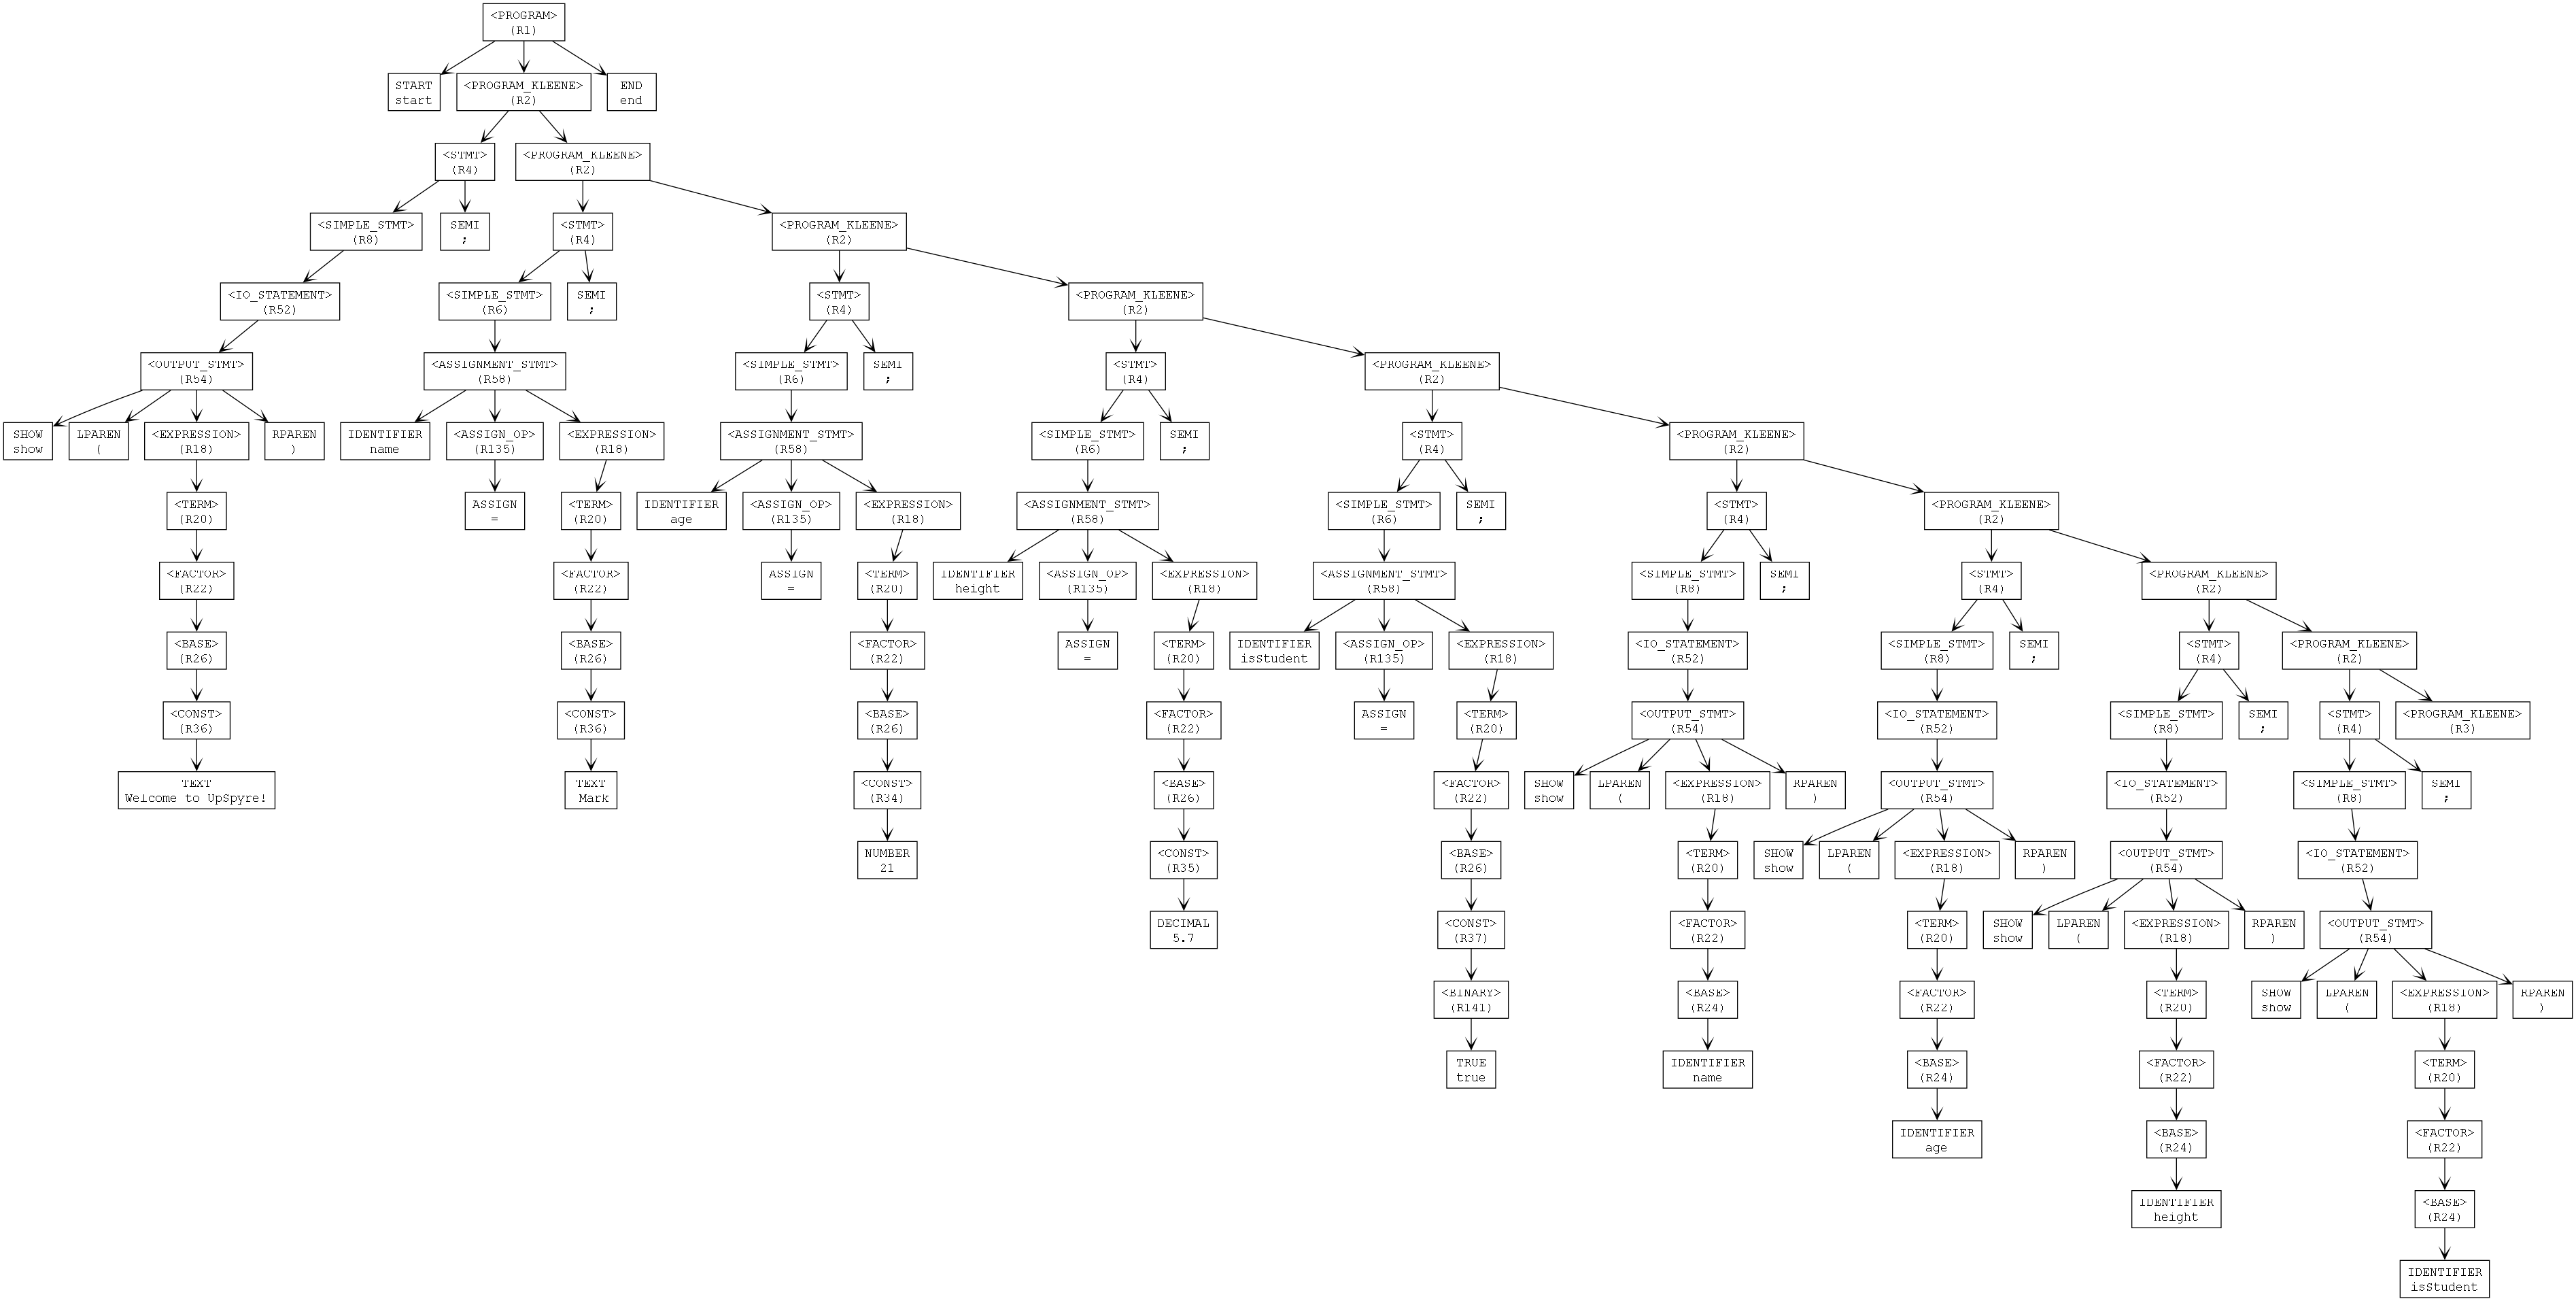 <PROGRAM>
(R1)
START <PROGRAM_KLEENE> END
start (R2) end
<STMT> <PROGRAM_KLEENE>
(R4) (R2)
<SIMPLE_STMT> SEMI <STMT> <PROGRAM_KLEENE>
(R8) ; (R4) (R2)
<IO_STATEMENT> <SIMPLE_STMT> SEMI <STMT> <PROGRAM_KLEENE>
(R52) (R6) ; (R4) (R2)
<OUTPUT_STMT> <ASSIGNMENT_STMT> <SIMPLE_STMT> SEMI <STMT> <PROGRAM_KLEENE>
(R54) (R58) (R6) ; (R4) (R2)
SHOW LPAREN <EXPRESSION> RPAREN IDENTIFIER <ASSIGN_OP> <EXPRESSION> <ASSIGNMENT_STMT> <SIMPLE_STMT> SEMI <STMT> <PROGRAM_KLEENE>
show ( (R18) ) name (R135) (R18) (R58) (R6) ; (R4) (R2)
<TERM> ASSIGN <TERM> IDENTIFIER <ASSIGN_OP> <EXPRESSION> <ASSIGNMENT_STMT> <SIMPLE_STMT> SEMI <STMT> <PROGRAM_KLEENE>
(R20) = (R20) age (R135) (R18) (R58) (R6) ; (R4) (R2)
<FACTOR> <FACTOR> ASSIGN <TERM> IDENTIFIER <ASSIGN_OP> <EXPRESSION> <ASSIGNMENT_STMT> <SIMPLE_STMT> SEMI <STMT> <PROGRAM_KLEENE>
(R22) (R22) = (R20) height (R135) (R18) (R58) (R8) ; (R4) (R2)
<BASE> <BASE> <FACTOR> ASSIGN <TERM> IDENTIFIER <ASSIGN_OP> <EXPRESSION> <IO_STATEMENT> <SIMPLE_STMT> SEMI <STMT> <PROGRAM_KLEENE>
(R26) (R26) (R22) = (R20) isStudent (R135) (R18) (R52) (R8) ; (R4) (R2)
<CONST> <CONST> <BASE> <FACTOR> ASSIGN <TERM> <OUTPUT_STMT> <IO_STATEMENT> <SIMPLE_STMT> SEMI <STMT> <PROGRAM_KLEENE>
(R36) (R36) (R26) (R22) = (R20) (R54) (R52) (R8) ; (R4) (R3)
TEXT TEXT <CONST> <BASE> <FACTOR> SHOW LPAREN <EXPRESSION> RPAREN <OUTPUT_STMT> <IO_STATEMENT> <SIMPLE_STMT> SEMI
Welcome to UpSpyre! Mark (R34) (R26) (R22) show ( (R18) ) (R54) (R52) (R8) ;
NUMBER <CONST> <BASE> <TERM> SHOW LPAREN <EXPRESSION> RPAREN <OUTPUT_STMT> <IO_STATEMENT>
21 (R35) (R26) (R20) show ( (R18) ) (R54) (R52)
DECIMAL <CONST> <FACTOR> <TERM> SHOW LPAREN <EXPRESSION> RPAREN <OUTPUT_STMT>
5.7 (R37) (R22) (R20) show ( (R18) ) (R54)
<BINARY> <BASE> <FACTOR> <TERM> SHOW LPAREN <EXPRESSION> RPAREN
(R141) (R24) (R22) (R20) show ( (R18) )
TRUE IDENTIFIER <BASE> <FACTOR> <TERM>
true name (R24) (R22) (R20)
IDENTIFIER <BASE> <FACTOR>
age (R24) (R22)
IDENTIFIER <BASE>
height (R24)
IDENTIFIER
isStudent